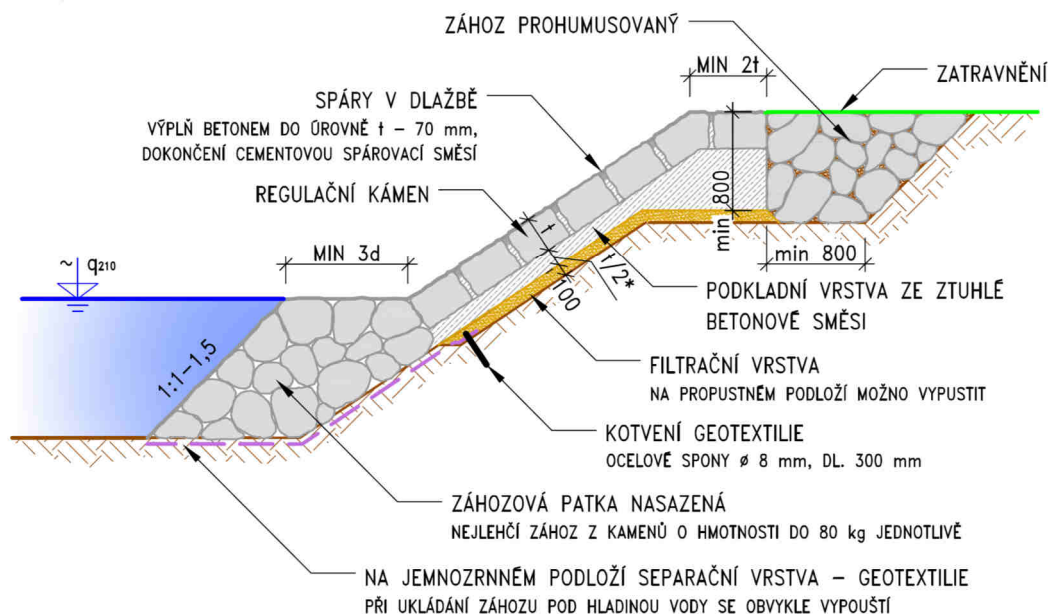 ZÁHOZ PROHUMUSOVANÝ
MIN 2t
ZATRAVNĚNÍ
SPÁRY V DLAŽBĚ
VÝPLŇ BETONEM DO ÚROVNĚ t – 70 mm,
DOKONČENÍ CEMENTOVOU SPÁROVACÍ SMĚSÍ
REGULAČNÍ KÁMEN
min 800
t
t/2*
100
min 800
~ q210
MIN 3d
1:1–1,5
PODKLADNÍ VRSTVA ZE ZTUHLÉ
BETONOVÉ SMĚSI
FILTRAČNÍ VRSTVA
NA PROPUSTNÉM PODLOŽÍ MOŽNO VYPUSTIT
KOTVENÍ GEOTEXTILIE
OCELOVÉ SPONY ø 8 mm, DL. 300 mm
ZÁHOZOVÁ PATKA NASAZENÁ
NEJLEHČÍ ZÁHOZ Z KAMENŮ O HMOTNOSTI DO 80 kg JEDNOTLIVĚ
NA JEMNOZRNNÉM PODLOŽÍ SEPARAČNÍ VRSTVA – GEOTEXTILIE
PŘI UKLÁDÁNÍ ZÁHOZU POD HLADINOU VODY SE OBVYKLE VYPOUŠTÍ